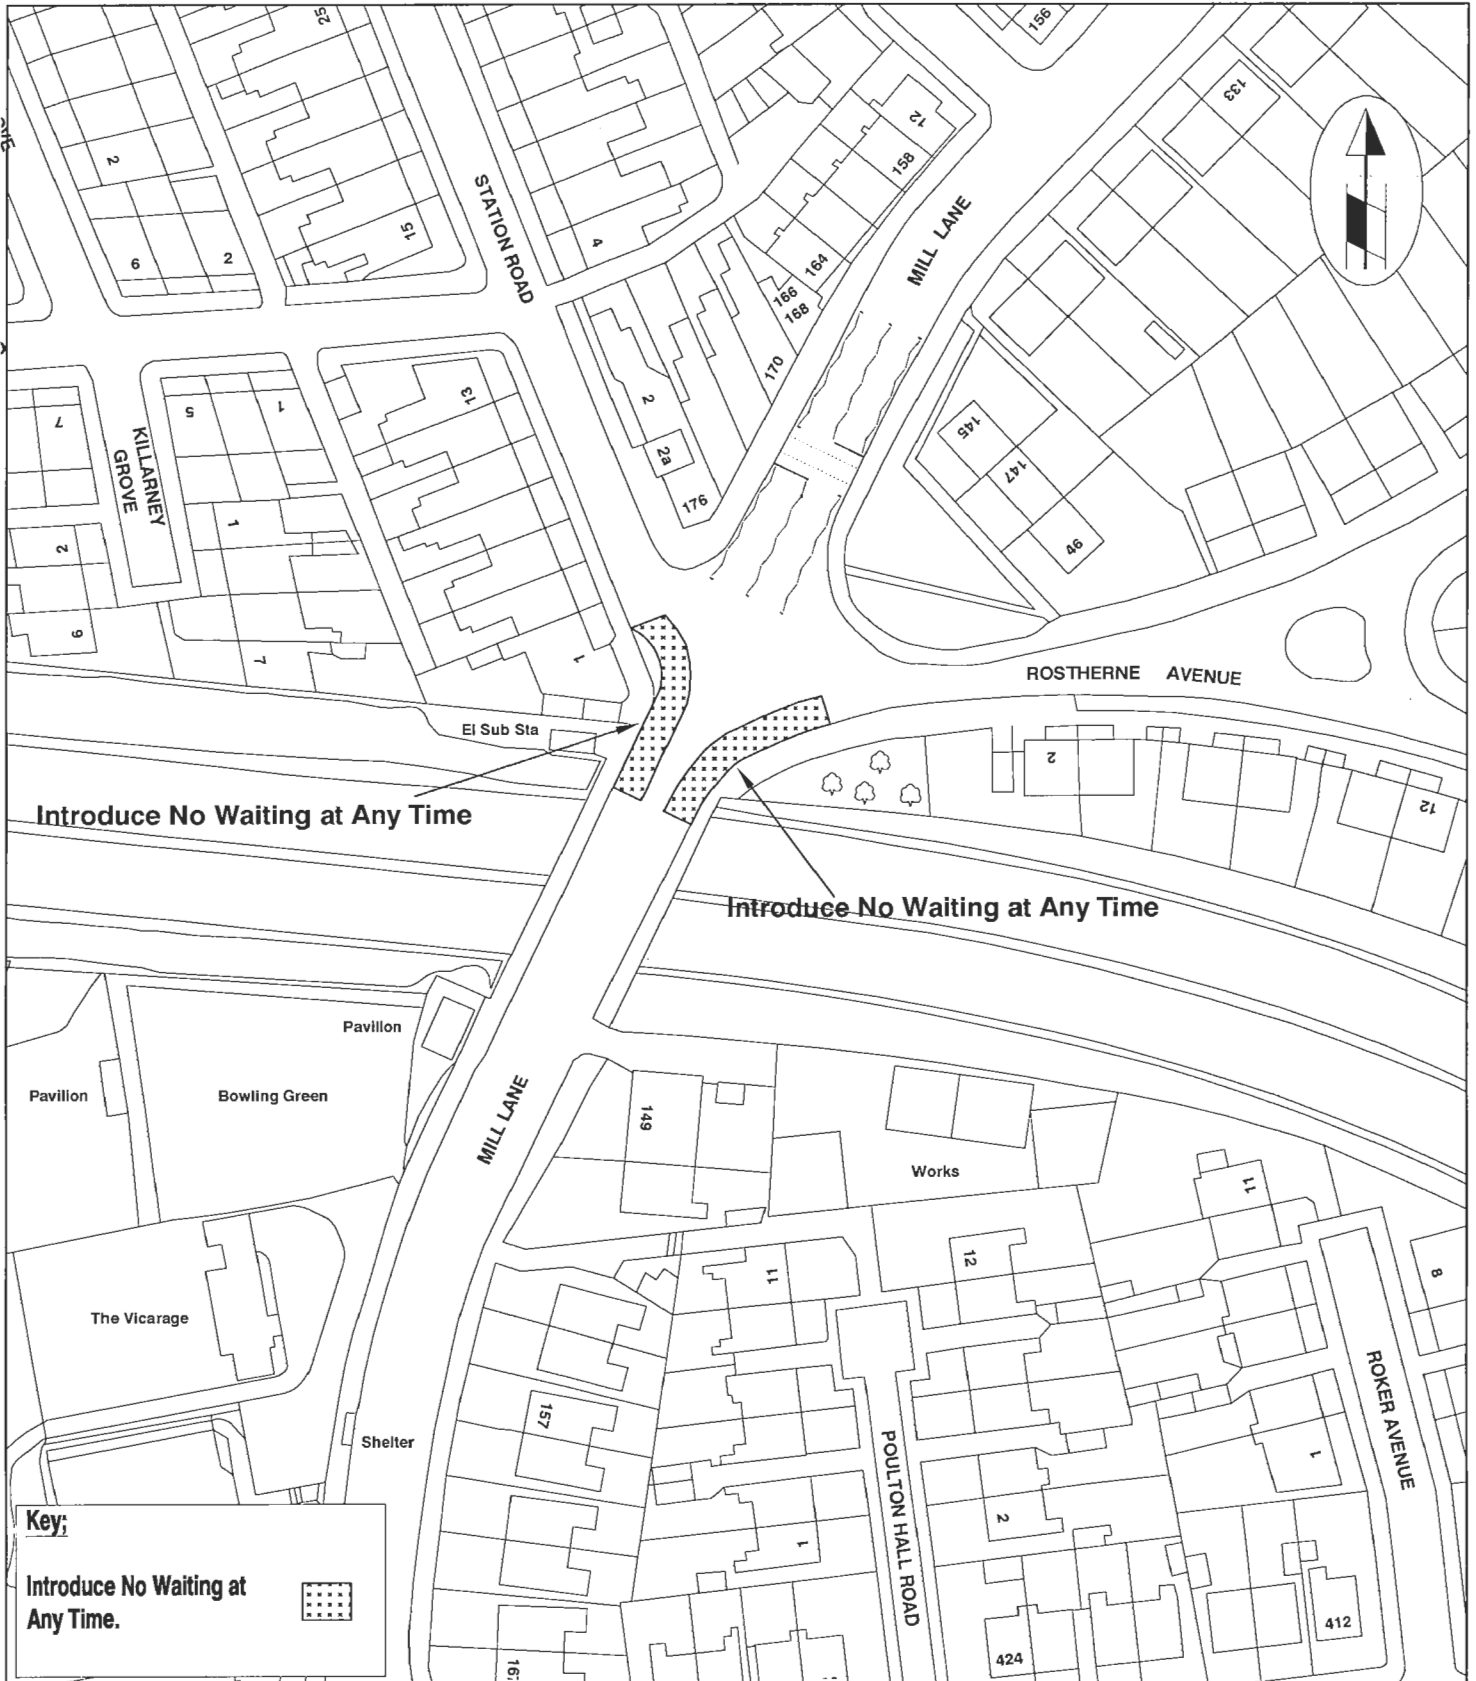 25
156
133
12
158
2
STATION ROAD
MILL LANE
15
4
6
2
164
166
168
170
13
2
7
5
1
KILLARNEY
GROVE
2a
145
147
176
1
2
46
9
7
1
ROSTHERNE AVENUE
El Sub Sta
2
12
Introduce No Waiting at Any Time
Introduce No Waiting at Any Time
Pavilion
Pavilion
Bowling Green
MILL LANE
149
Works
11
11
12
8
The Vicarage
157
ROKER AVENUE
Shelter
POULTON HALL ROAD
1
2
1
Key;
Introduce No Waiting at
Any Time.
412
424